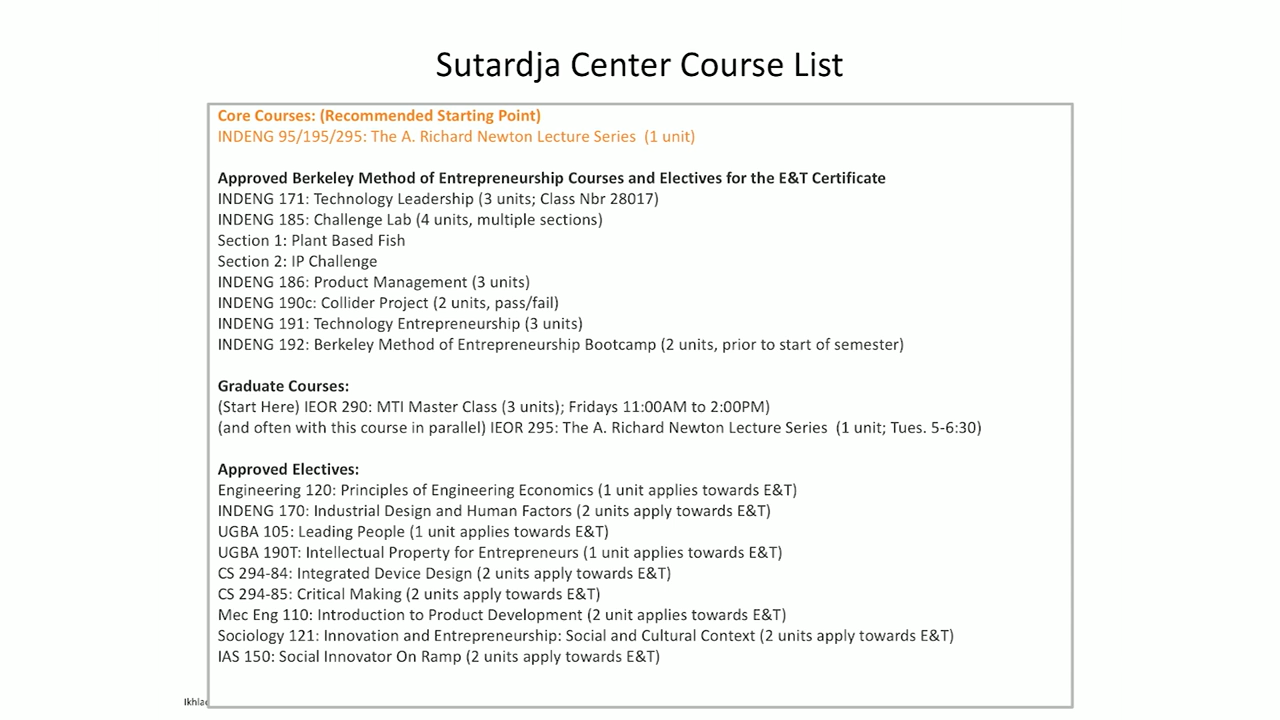 Sutardja Center Course List
Core Courses: (Recommended Starting Point)
INDENG 95/195/295: The A. Richard Newton Lecture Series (1 unit)
Approved Berkeley Method of Entrepreneurship Courses and Electives for the E&T Certificate
INDENG 171: Technology Leadership (3 units; Class Nbr 28017)
INDENG 185: Challenge Lab (4 units, multiple sections)
Section 1: Plant Based Fish
Section 2: IP Challenge
INDENG 186: Product Management (3 units)
INDENG 190c: Collider Project (2 units, pass/fail)
INDENG 191: Technology Entrepreneurship (3 units)
INDENG 192: Berkeley Method of Entrepreneurship Bootcamp (2 units, prior to start of semester)
Graduate Courses:
(Start Here) IEOR 290: MTI Master Class (3 units); Fridays 11:00AM to 2:00PM)
(and often with this course in parallel) IEOR 295: The A. Richard Newton Lecture Series (1 unit; Tues. 5-6:30)
Approved Electives:
Engineering 120: Principles of Engineering Economics (1 unit applies towards E&T)
INDENG 170: Industrial Design and Human Factors (2 units apply towards E&T)
UGBA 105: Leading People (1 unit applies towards E&T)
UGBA 190T: Intellectual Property for Entrepreneurs (1 unit applies towards E&T)
CS 294-84: Integrated Device Design (2 units apply towards E&T)
CS 294-85: Critical Making (2 units apply towards E&T)
Mec Eng 110: Introduction to Product Development (2 unit applies towards E&T)
Sociology 121: Innovation and Entrepreneurship: Social and Cultural Context (2 units apply towards E&T)
IAS 150: Social Innovator On Ramp (2 units apply towards E&T)